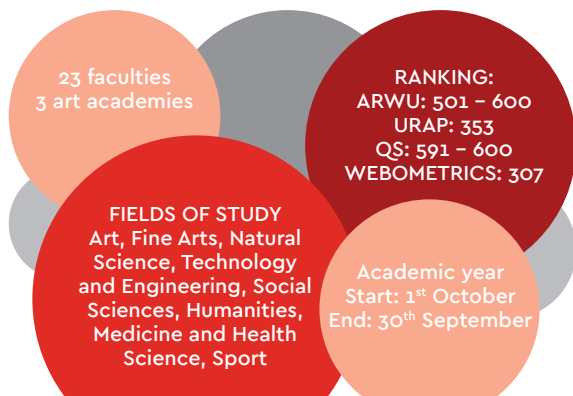 23 faculties
3 art academies
RANKING:
ARWU: 501 – 600
URAP: 353
QS: 591 – 600
WEBOMETRICS: 307
FIELDS OF STUDY
Art, Fine Arts, Natural
Science, Technology
and Engineering, Social
Sciences, Humanities,
Medicine and Health
Science, Sport
Academic year
Start: 1st October
End: 30th September